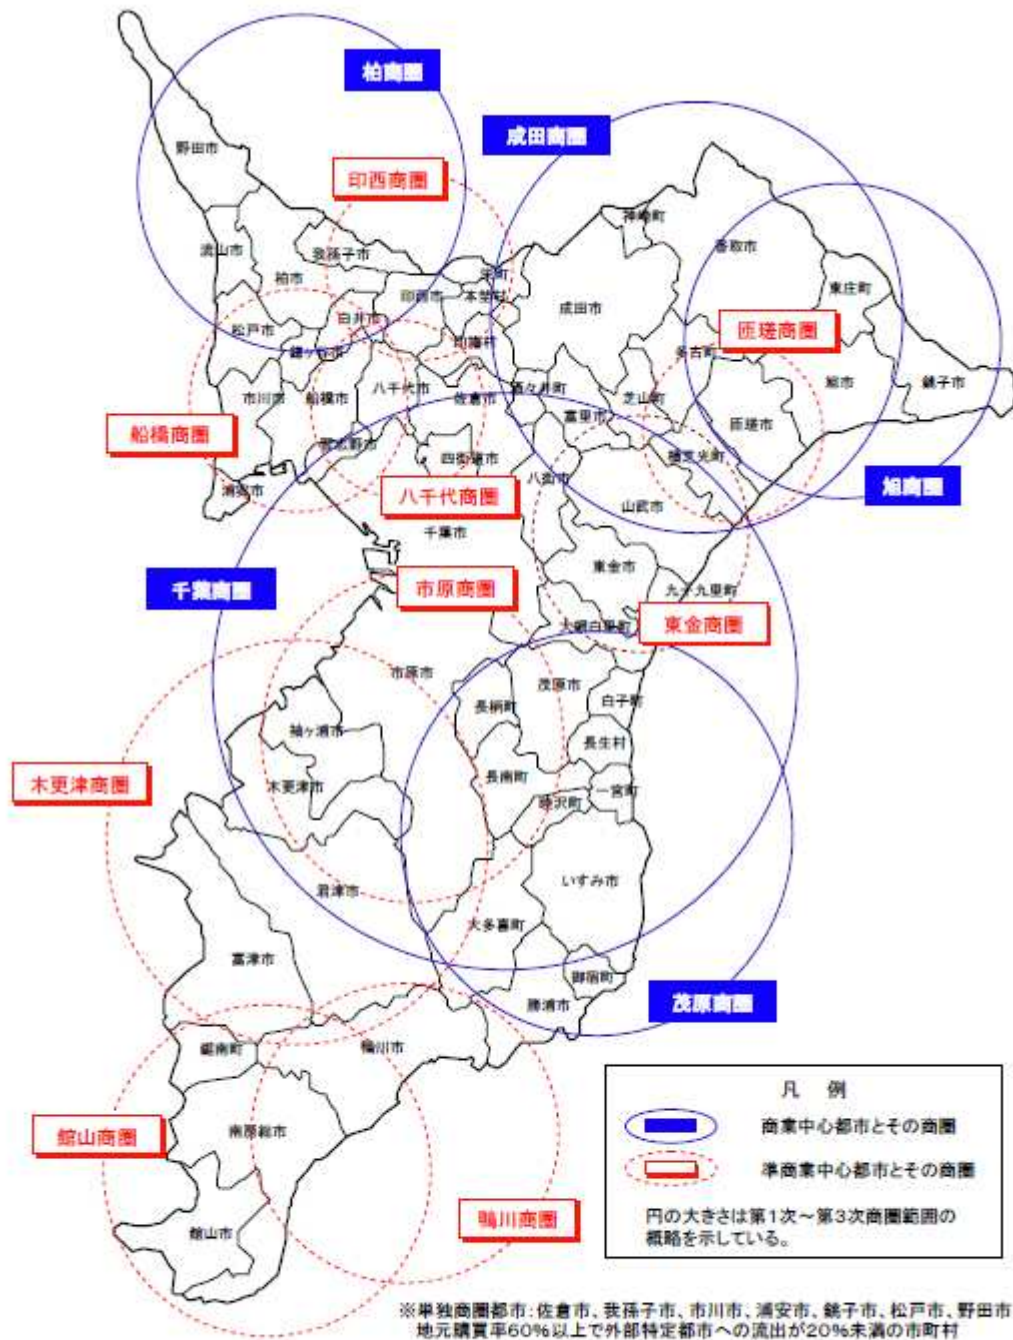 柏商圏
成田商圏
野田市
印西商圏
神崎町
香取市
流山市
我孫子市
柏市
栄町
東庄町
印西市
本埜村
成田市
白井市
松戸市
匝瑳商圏
印旛村
鎌ヶ谷市
多古町
旭市
銚子市
八千代市
酒々井町
市川市
船橋市
佐倉市
芝山町
富里市
匝瑳市
船橋商圏
習志野市
四街道市
横芝光町
八街市
旭商圏
浦安市
八千代商圏
山武市
千葉市
東金市
千葉商圏
市原商圏
九十九里町
大網白里町
東金商圏
市原市
茂原市
長柄町
白子町
袖ヶ浦市
長生村
長南町
木更津商圏
木更津市
一宮町
睦沢町
君津市
いすみ市
大多喜町
富津市
御宿町
勝浦市
茂原商圏
鋸南町
鴨川市
館山商圏
南房総市
鴨川商圏
館山市
凡　例
商業中心都市とその商圏
準商業中心都市とその商圏
円の大きさは第1次～第3次商圏範囲の
概略を示している。
※単独商圏都市:佐倉市、我孫子市、市川市、浦安市、銚子市、松戸市、野田市
地元購買率60%以上で外部特定都市への流出が20%未満の市町村